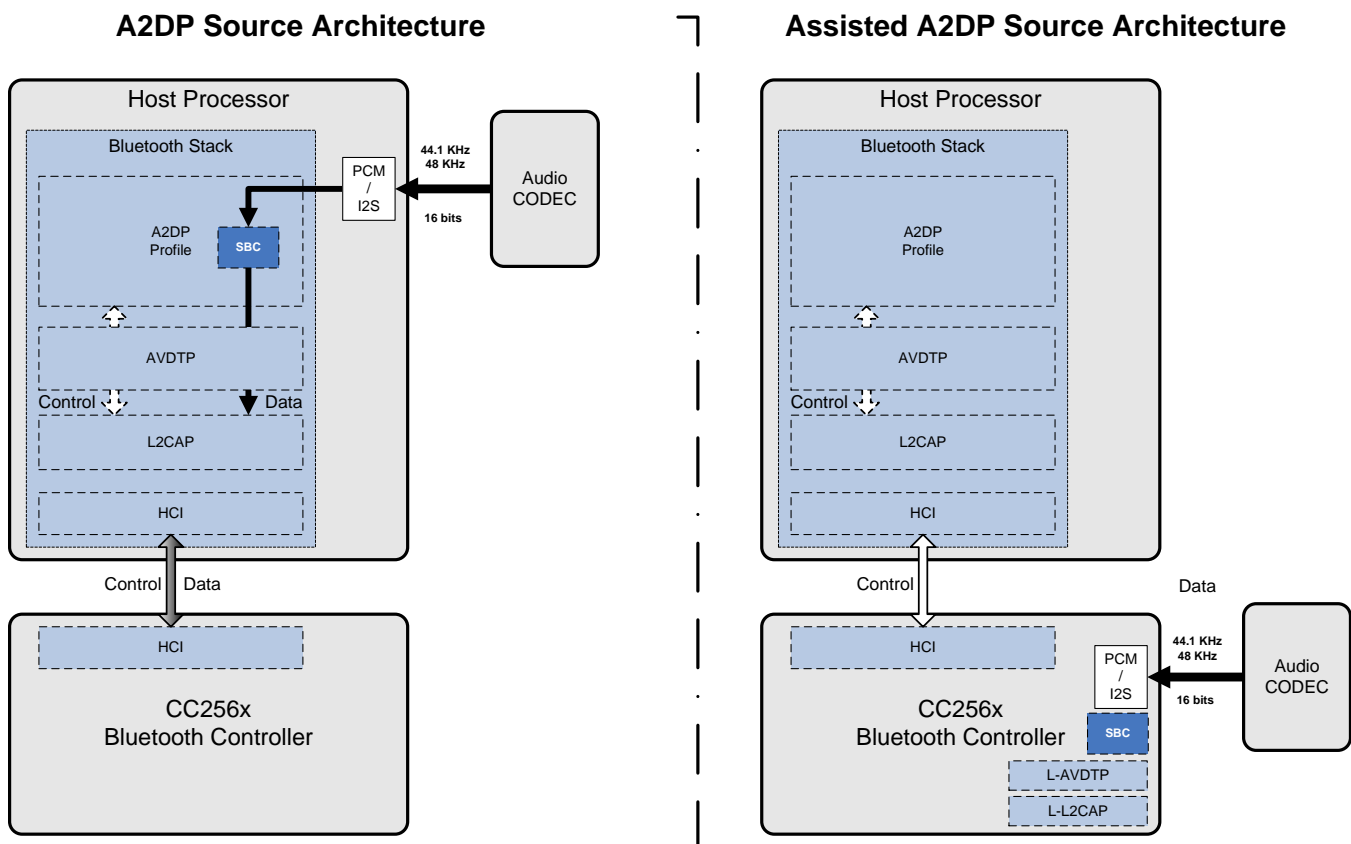 A2DP Source Architecture
Host Processor
Bluetooth Stack
A2DP
Profile
SBC
PCM
/
I2S
44.1 KHz
48 KHz
16 bits
Audio
CODEC
AVDTP
Control
Data
L2CAP
HCI
Control
Data
HCI
CC256x
Bluetooth Controller
Assisted A2DP Source Architecture
Host Processor
Bluetooth Stack
A2DP
Profile
AVDTP
Control
L2CAP
HCI
Control
Data
HCI
PCM
/
I2S
44.1 KHz
48 KHz
16 bits
Audio
CODEC
CC256x
Bluetooth Controller
SBC
L-AVDTP
L-L2CAP